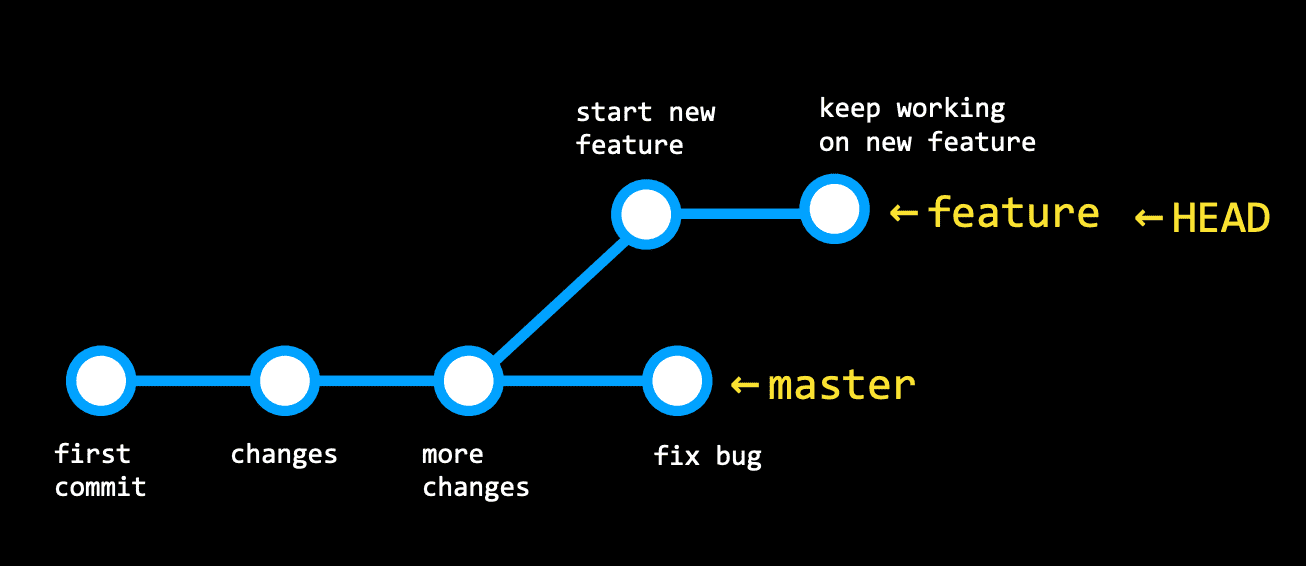 start new
feature
keep working
on new feature
←feature
←HEAD
←master
first
commit
changes
more
changes
fix bug